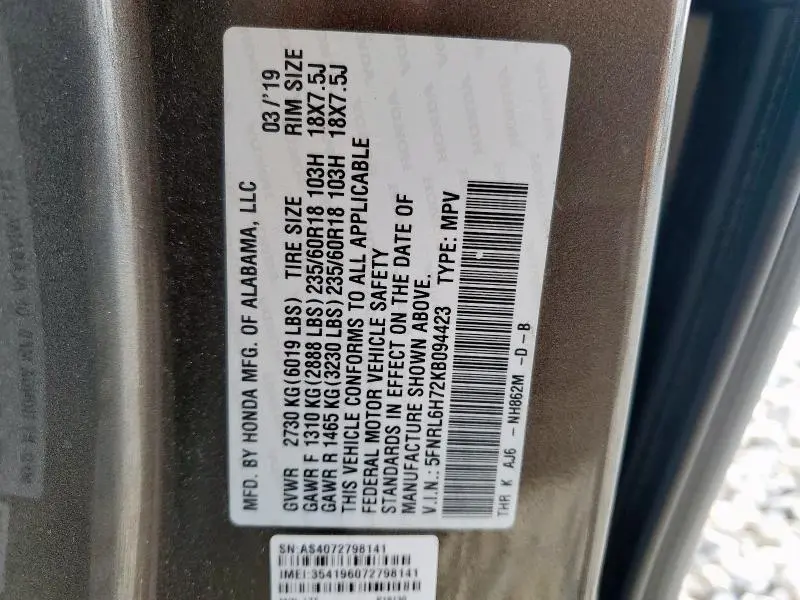 MFD. BY HONDA MFG. OF ALABAMA, LLC 03/'19
GVWR 2730 KG(6019 LBS) TIRE SIZE RIM SIZE
GAWR F 1310 KG(2888 LBS)235/60R18 103H 18X7.5J
GAWR R 1465 KG(3230 LBS)235/60R18 103H 18X7.5J
THIS VEHICLE CONFORMS TO ALL APPLICABLE
FEDERAL MOTOR VEHICLE SAFETY
STANDARDS IN EFFECT ON THE DATE OF
MANUFACTURE SHOWN ABOVE.
V.I.N.: 5FNRL6H72KB094423 TYPE: MPV
THR K AJ6 - NH862M -D-B
SN:AS4072798141
IMEI:354196072798141